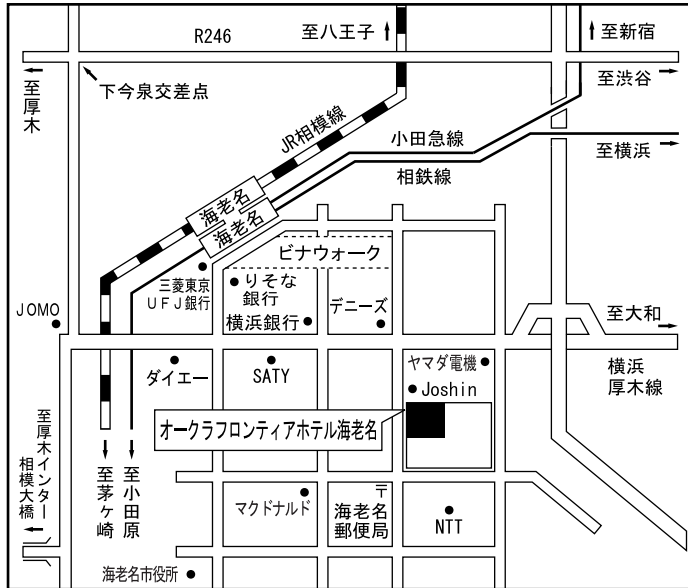 R246
至八王子
至新宿
至厚木
下今泉交差点
至渋谷
JR相模線
小田急線
至横浜
相鉄線
海老名
海老名
ビナウォーク
三菱東京
UFJ銀行
りそな
銀行
デニーズ
JOMO
横浜銀行
至大和
ヤマダ電機
横浜
厚木線
ダイエー
SATY
Joshin
オークラフロンティアホテル海老名
至厚木インター
相模大橋
至茅ヶ崎
至小田原
マクドナルド
〒
海老名
郵便局
NTT
海老名市役所